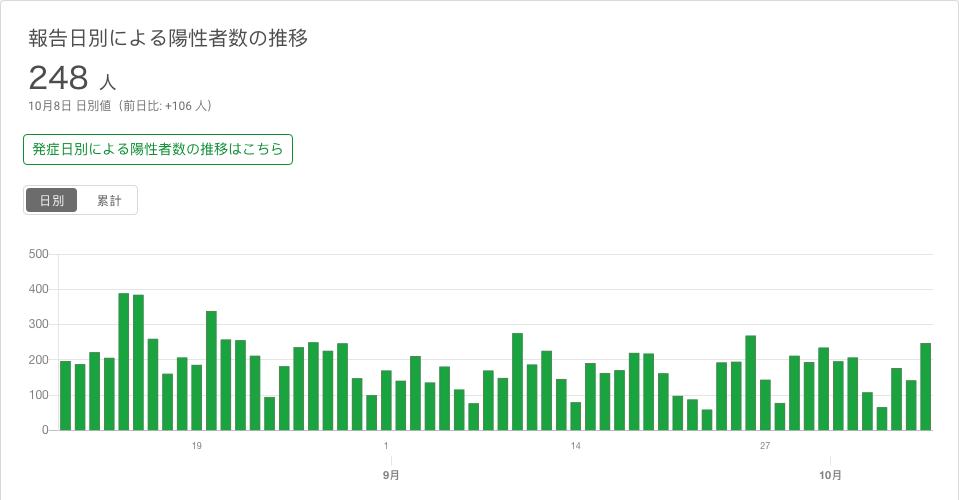 報告日別による陽性者数の推移
248 人
10月8日 日別値（前日比: +106 人）
発症日別による陽性者数の推移はこちら
日別 累計
500
400
300
200
100
0
19 1 14 27
9月 10月